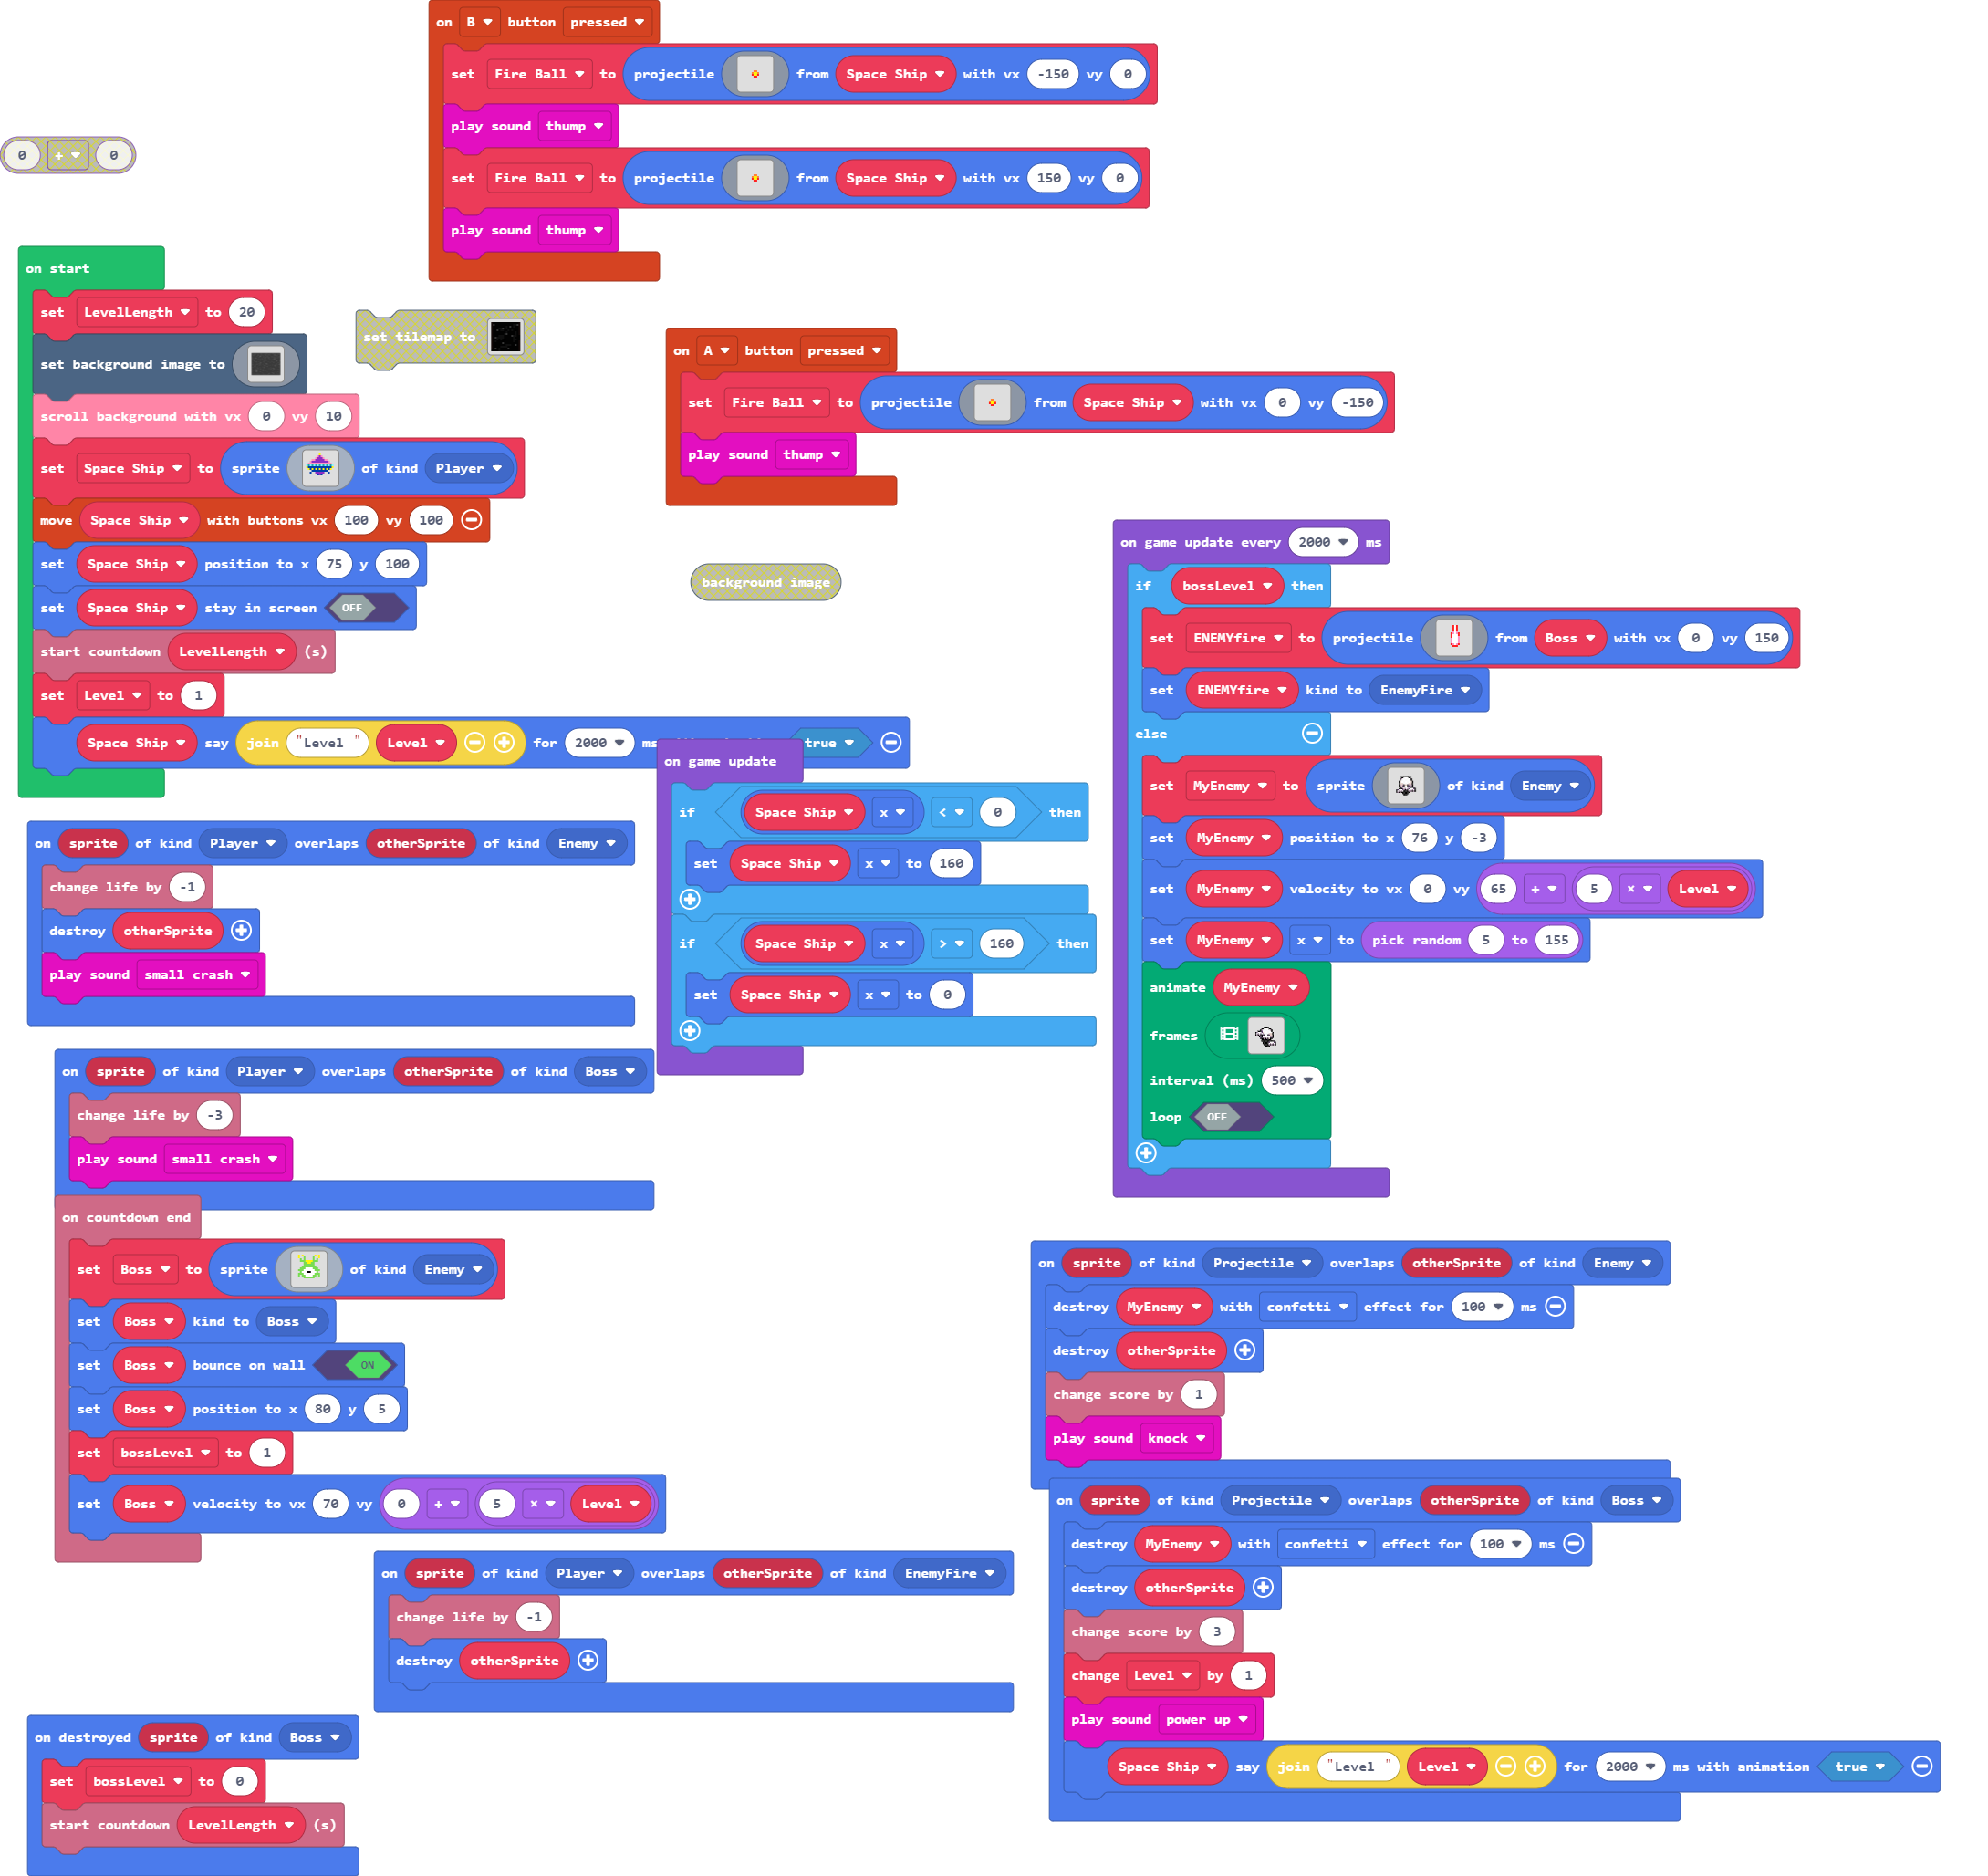 on B button pressed
set Fire Ball to projectile from Space Ship with vx -150 vy 0
play sound thump
set Fire Ball to projectile from Space Ship with vx 150 vy 0
play sound thump
0 + 0
on start
set LevelLength to 20
set background image to
scroll background with vx 0 vy 10
set Space Ship to sprite of kind Player
move Space Ship with buttons vx 100 vy 100
set Space Ship position to x 75 y 100
set Space Ship stay in screen OFF
start countdown LevelLength (s)
set Level to 1
Space Ship say join "Level " Level for 2000 ms true
set tilemap to
on A button pressed
set Fire Ball to projectile from Space Ship with vx 0 vy -150
play sound thump
background image
on game update
if Space Ship x < 0 then
set Space Ship x to 160
if Space Ship x > 160 then
set Space Ship x to 0
on game update every 2000 ms
if bossLevel then
set ENEMYfire to projectile from Boss with vx 0 vy 150
set ENEMYfire kind to EnemyFire
else
set MyEnemy to sprite of kind Enemy
set MyEnemy position to x 76 y -3
set MyEnemy velocity to vx 0 vy 65 + 5 × Level
set MyEnemy x to pick random 5 to 155
animate MyEnemy
frames
interval (ms) 500
loop OFF
on sprite of kind Player overlaps otherSprite of kind Enemy
change life by -1
destroy otherSprite
play sound small crash
on sprite of kind Player overlaps otherSprite of kind Boss
change life by -3
play sound small crash
on countdown end
set Boss to sprite of kind Enemy
set Boss kind to Boss
set Boss bounce on wall ON
set Boss position to x 80 y 5
set bossLevel to 1
set Boss velocity to vx 70 vy 0 + 5 × Level
on sprite of kind Player overlaps otherSprite of kind EnemyFire
change life by -1
destroy otherSprite
on destroyed sprite of kind Boss
set bossLevel to 0
start countdown LevelLength (s)
on sprite of kind Projectile overlaps otherSprite of kind Enemy
destroy MyEnemy with confetti effect for 100 ms
destroy otherSprite
change score by 1
play sound knock
on sprite of kind Projectile overlaps otherSprite of kind Boss
destroy MyEnemy with confetti effect for 100 ms
destroy otherSprite
change score by 3
change Level by 1
play sound power up
Space Ship say join "Level " Level for 2000 ms with animation true